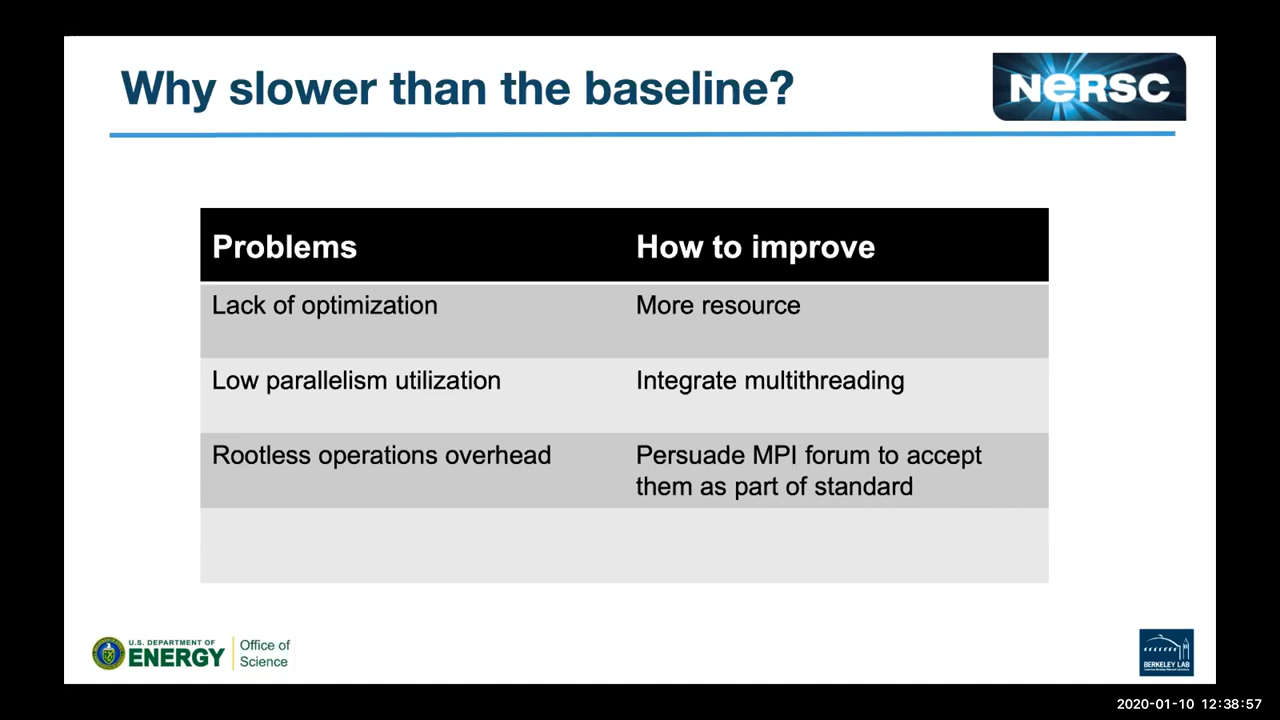 Why slower than the baseline?
NERSC
Problems
How to improve
Lack of optimization
More resource
Low parallelism utilization
Integrate multithreading
Rootless operations overhead
Persuade MPI forum to accept
them as part of standard
U.S. DEPARTMENT OF
ENERGY
Office of
Science
BERKELEY LAB
2020-01-10 12:38:57